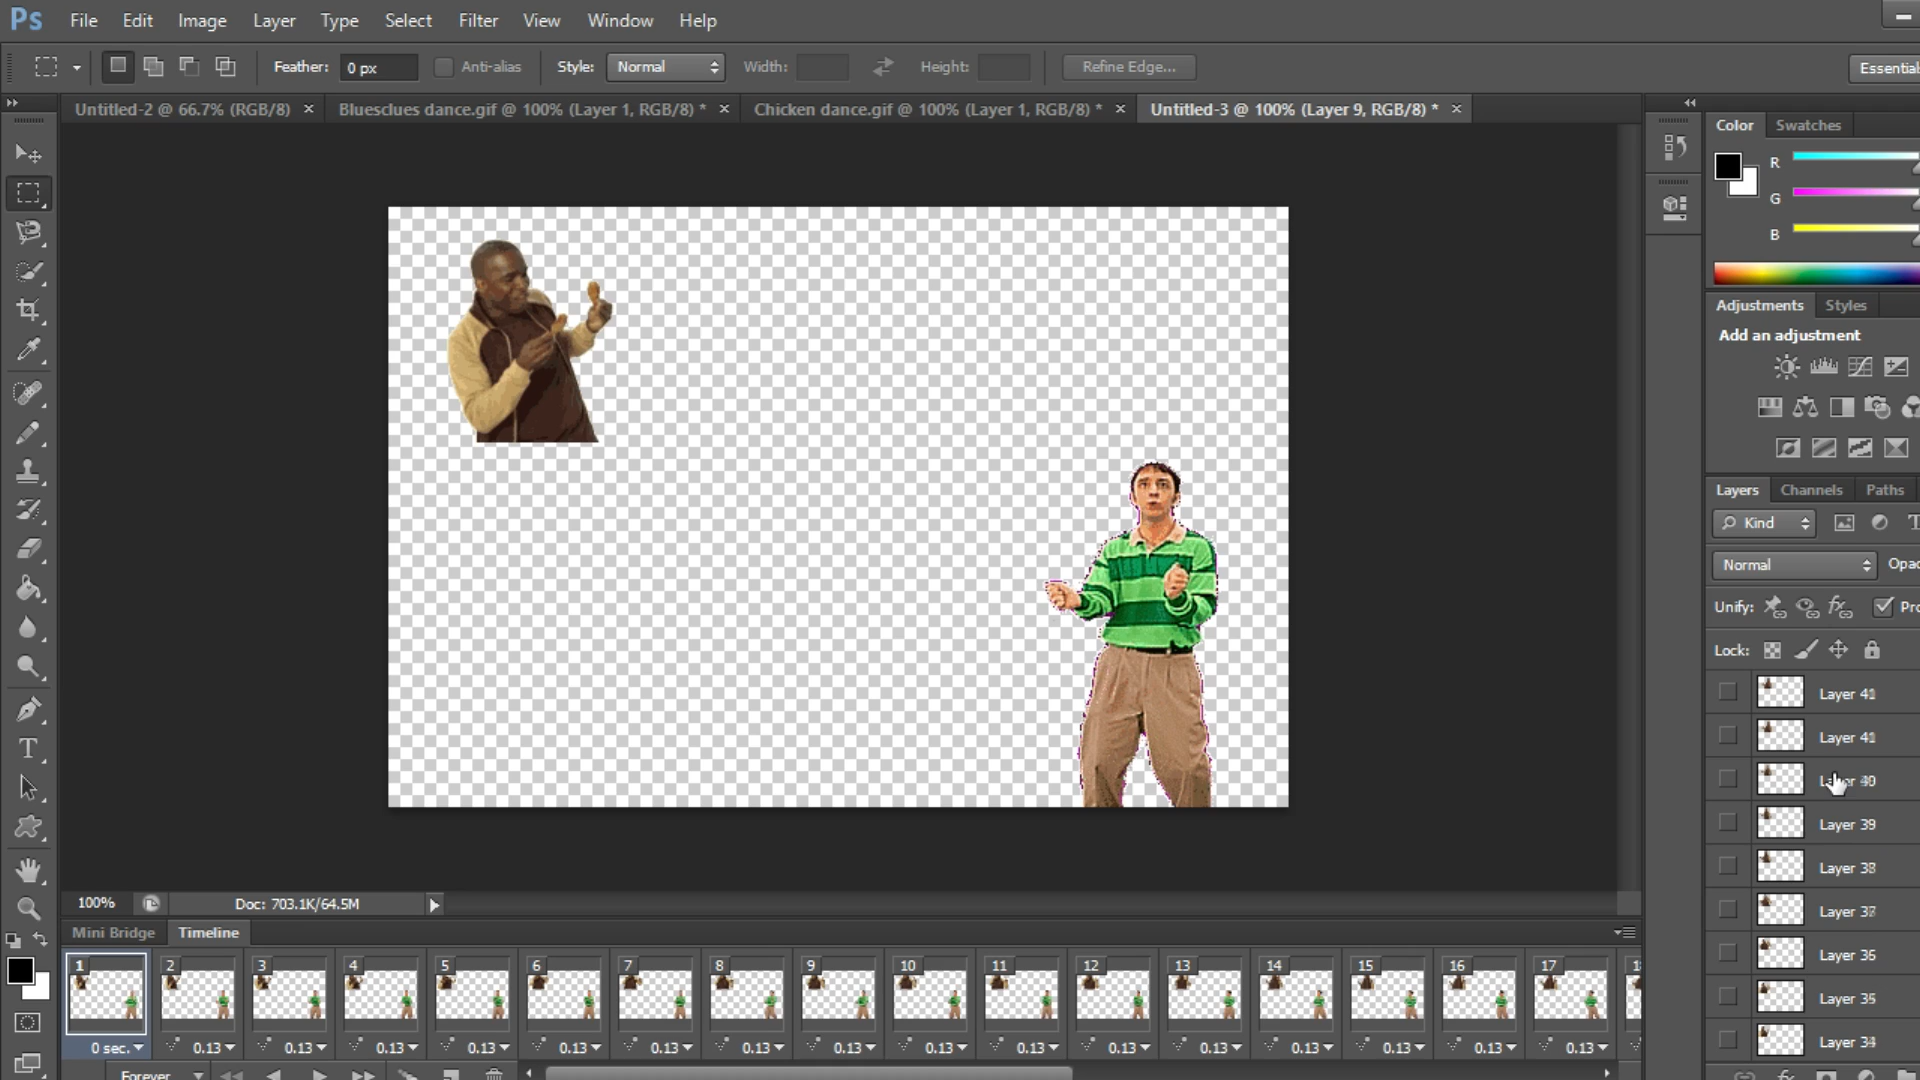 Ps File Edit Image Layer Type Select Filter View Window Help
Feather: 0 px Anti-alias Style: Normal Width: Height: Refine Edge... Essential
Untitled-2 @ 66.7% (RGB/8) × Bluesclues dance.gif @ 100% (Layer 1, RGB/8) * × Chicken dance.gif @ 100% (Layer 1, RGB/8) * × Untitled-3 @ 100% (Layer 9, RGB/8) * ×
Color Swatches
R
G
B
Adjustments Styles
Add an adjustment
Layers Channels Paths
Kind T
Normal Opac
Unify: Pro
Lock:
Layer 41
Layer 41
Layer 40
Layer 39
Layer 38
Layer 37
Layer 36
Layer 35
Layer 34
100% Doc: 703.1K/64.5M
Mini Bridge Timeline
1 2 3 4 5 6 7 8 9 10 11 12 13 14 15 16 17
0 sec. 0.13 0.13 0.13 0.13 0.13 0.13 0.13 0.13 0.13 0.13 0.13 0.13 0.13 0.13 0.13 0.13
Forever